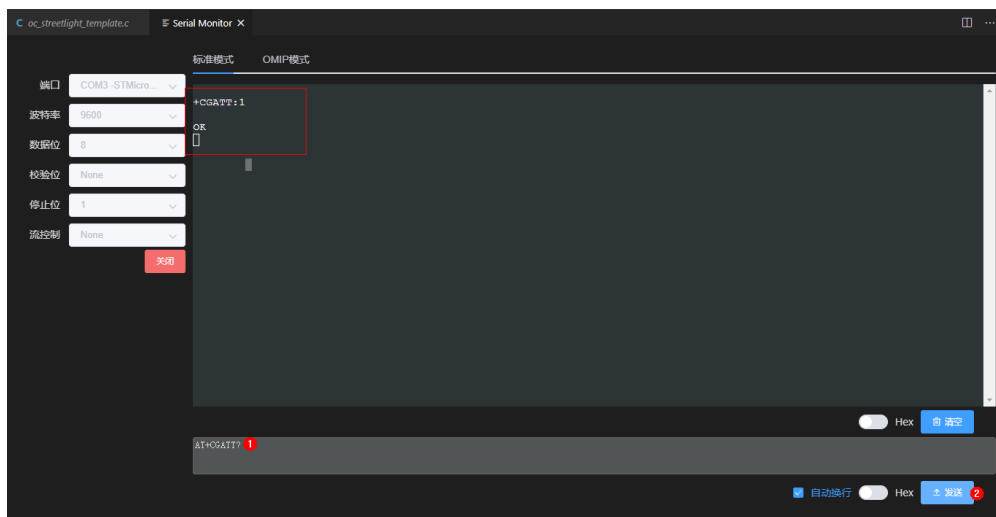 C oc_streetlight_template.c
Serial Monitor
标准模式 OMIP模式
端口 COM3 -STMicro...
波特率 9600
数据位 8
校验位 None
停止位 1
流控制 None
关闭
+CGATT:1
OK
Hex 清空
AT+CGATT? 1
自动换行 Hex 发送 2